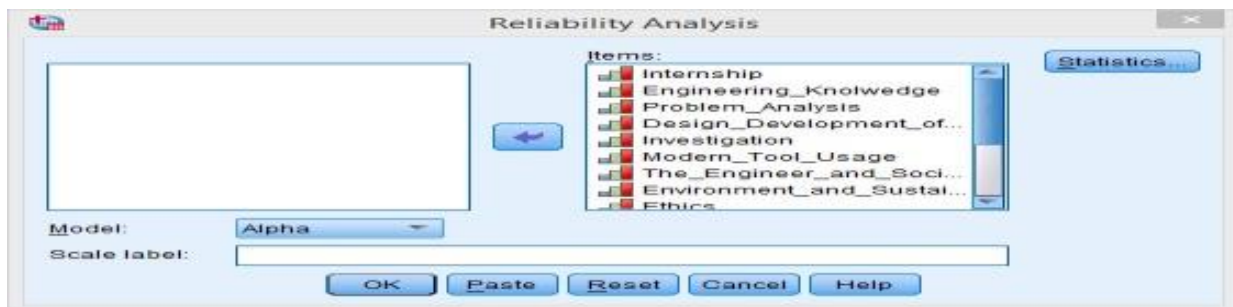 Reliability Analysis
Items:
Internship
Engineering_Knolwedge
Problem_Analysis
Design_Development_of...
Investigation
Modern_Tool_Usage
The_Engineer_and_Soci...
Environment_and_Sustai...
Ethics
Statistics...
Model: Alpha
Scale label:
OK Paste Reset Cancel Help